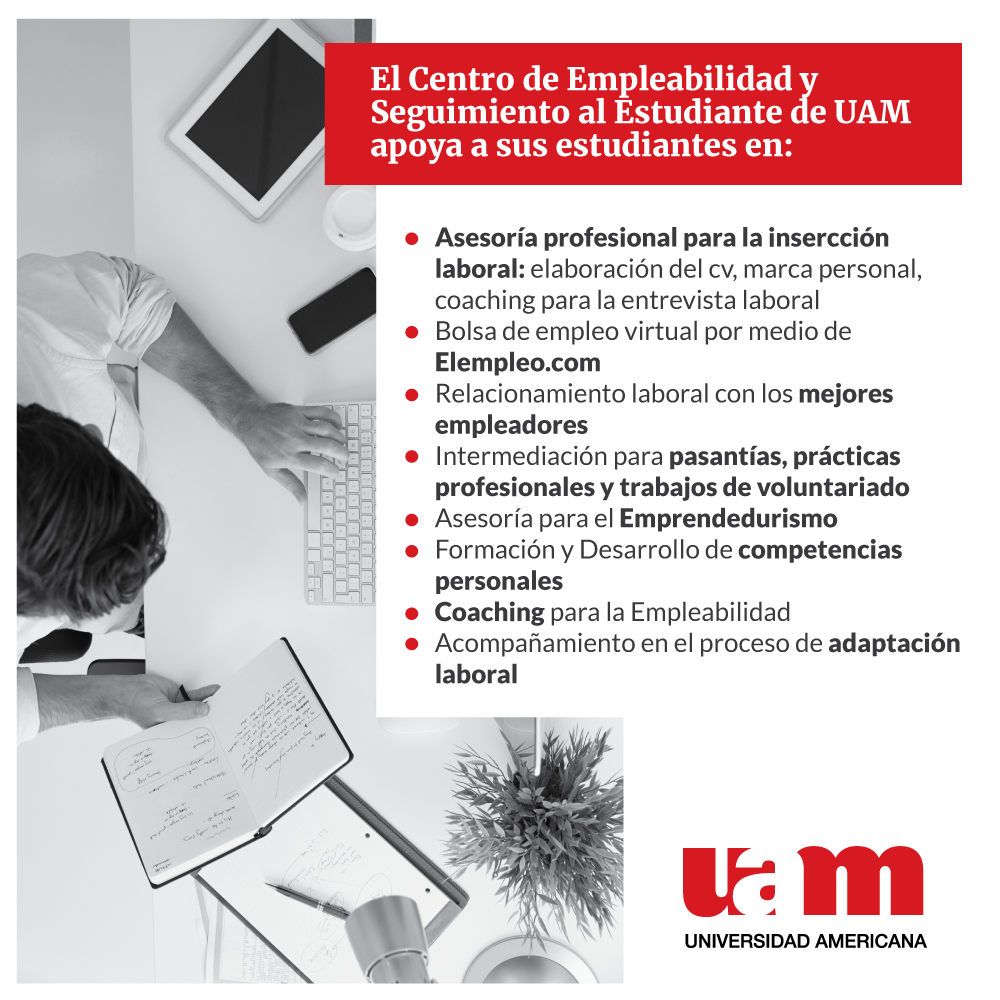 El Centro de Empleabilidad y
Seguimiento al Estudiante de UAM
apoya a sus estudiantes en:
• Asesoría profesional para la insercción
laboral: elaboración del cv, marca personal,
coaching para la entrevista laboral
• Bolsa de empleo virtual por medio de
Elempleo.com
• Relacionamiento laboral con los mejores
empleadores
• Intermediación para pasantías, prácticas
profesionales y trabajos de voluntariado
• Asesoría para el Emprendedurismo
• Formación y Desarrollo de competencias
personales
• Coaching para la Empleabilidad
• Acompañamiento en el proceso de adaptación
laboral
uam
UNIVERSIDAD AMERICANA